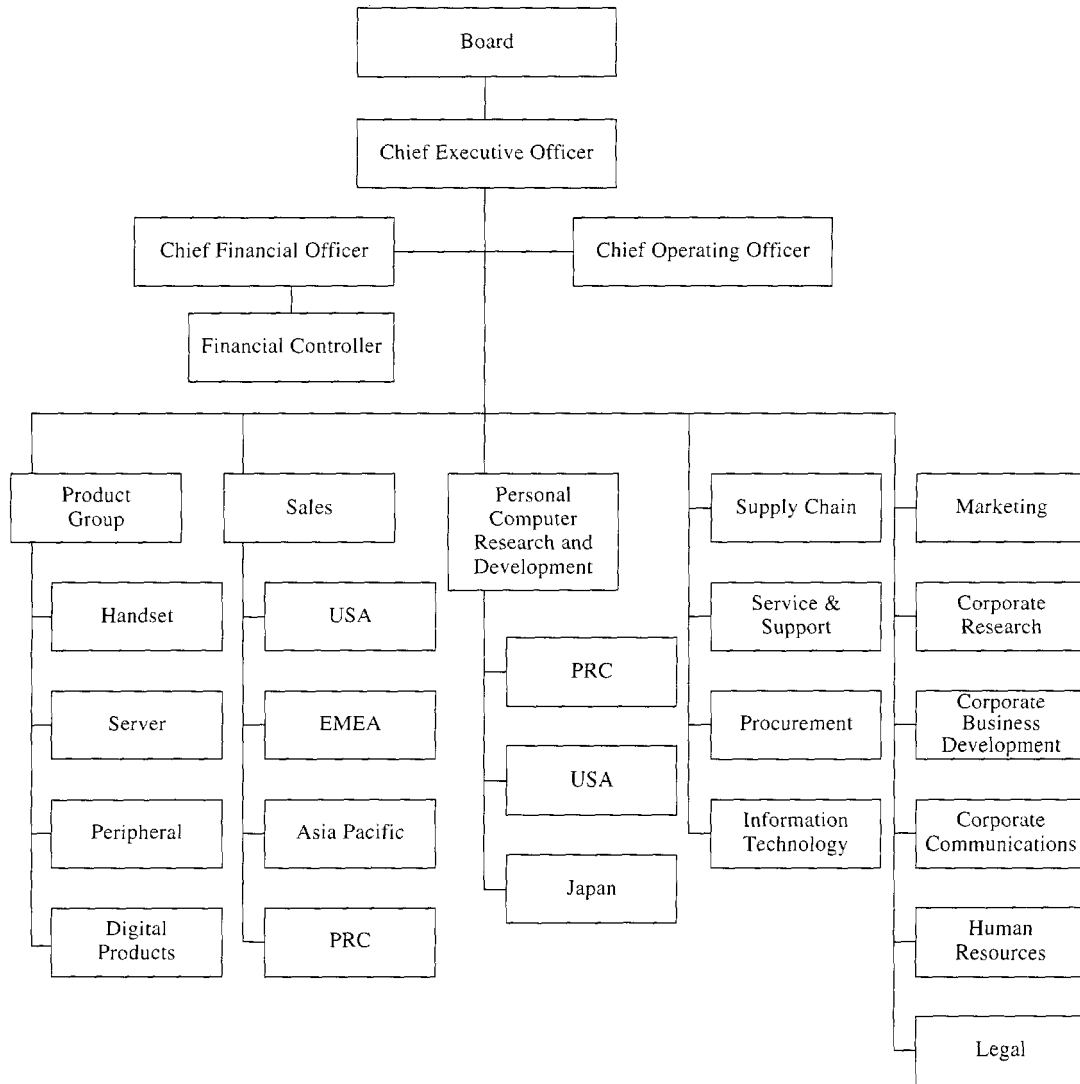 Board
Chief Executive Officer
Chief Financial Officer
Chief Operating Officer
Financial Controller
Product
Group
Handset
Server
Peripheral
Digital
Products
Sales
USA
EMEA
Asia Pacific
PRC
Personal
Computer
Research and
Development
PRC
USA
Japan
Supply Chain
Service &
Support
Procurement
Information
Technology
Marketing
Corporate
Research
Corporate
Business
Development
Corporate
Communications
Human
Resources
Legal